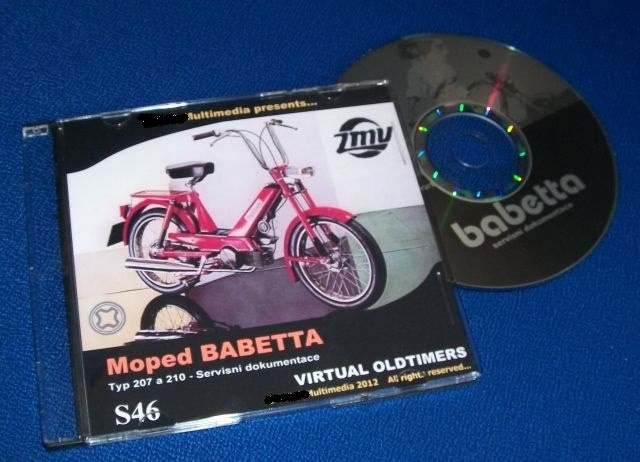 Multimedia presents...
ZMV
Moped BABETTA
Typ 207 a 210 - Servisní dokumentace
VIRTUAL OLDTIMERS
Multimedia 2012 All rights reserved...
S46
babetta
servisní dokumentace